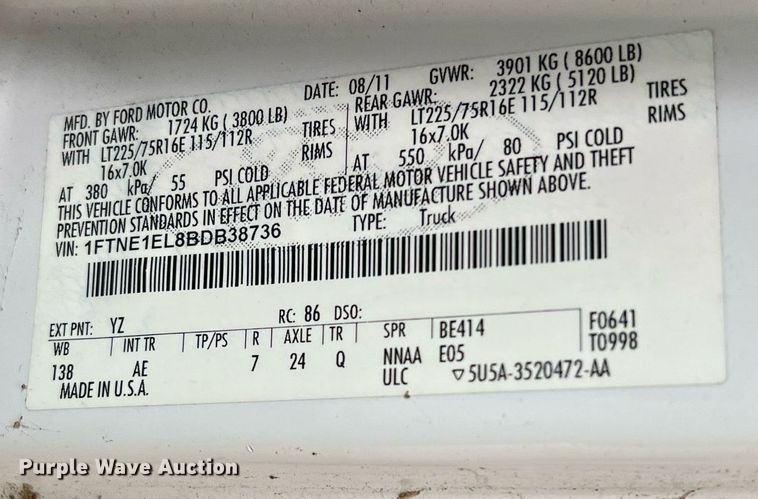 MFD. BY FORD MOTOR CO. DATE: 08/11 GVWR: 3901 KG ( 8600 LB)
FRONT GAWR: 1724 KG ( 3800 LB) REAR GAWR: 2322 KG ( 5120 LB)
WITH LT225/75R16E 115/112R TIRES WITH LT225/75R16E 115/112R TIRES
16x7.0K RIMS 16x7.0K RIMS
AT 380 kPa/ 55 PSI COLD AT 550 kPa/ 80 PSI COLD
THIS VEHICLE CONFORMS TO ALL APPLICABLE FEDERAL MOTOR VEHICLE SAFETY AND THEFT
PREVENTION STANDARDS IN EFFECT ON THE DATE OF MANUFACTURE SHOWN ABOVE.
VIN: 1FTNE1EL8BDB38736 TYPE: Truck
EXT PNT: YZ RC: 86 DSO:
WB INT TR TP/PS R AXLE TR SPR BE414 F0641
138 AE 7 24 Q NNAA E05 T0998
MADE IN U.S.A. ULC ▽5U5A-3520472-AA
Purple Wave Auction